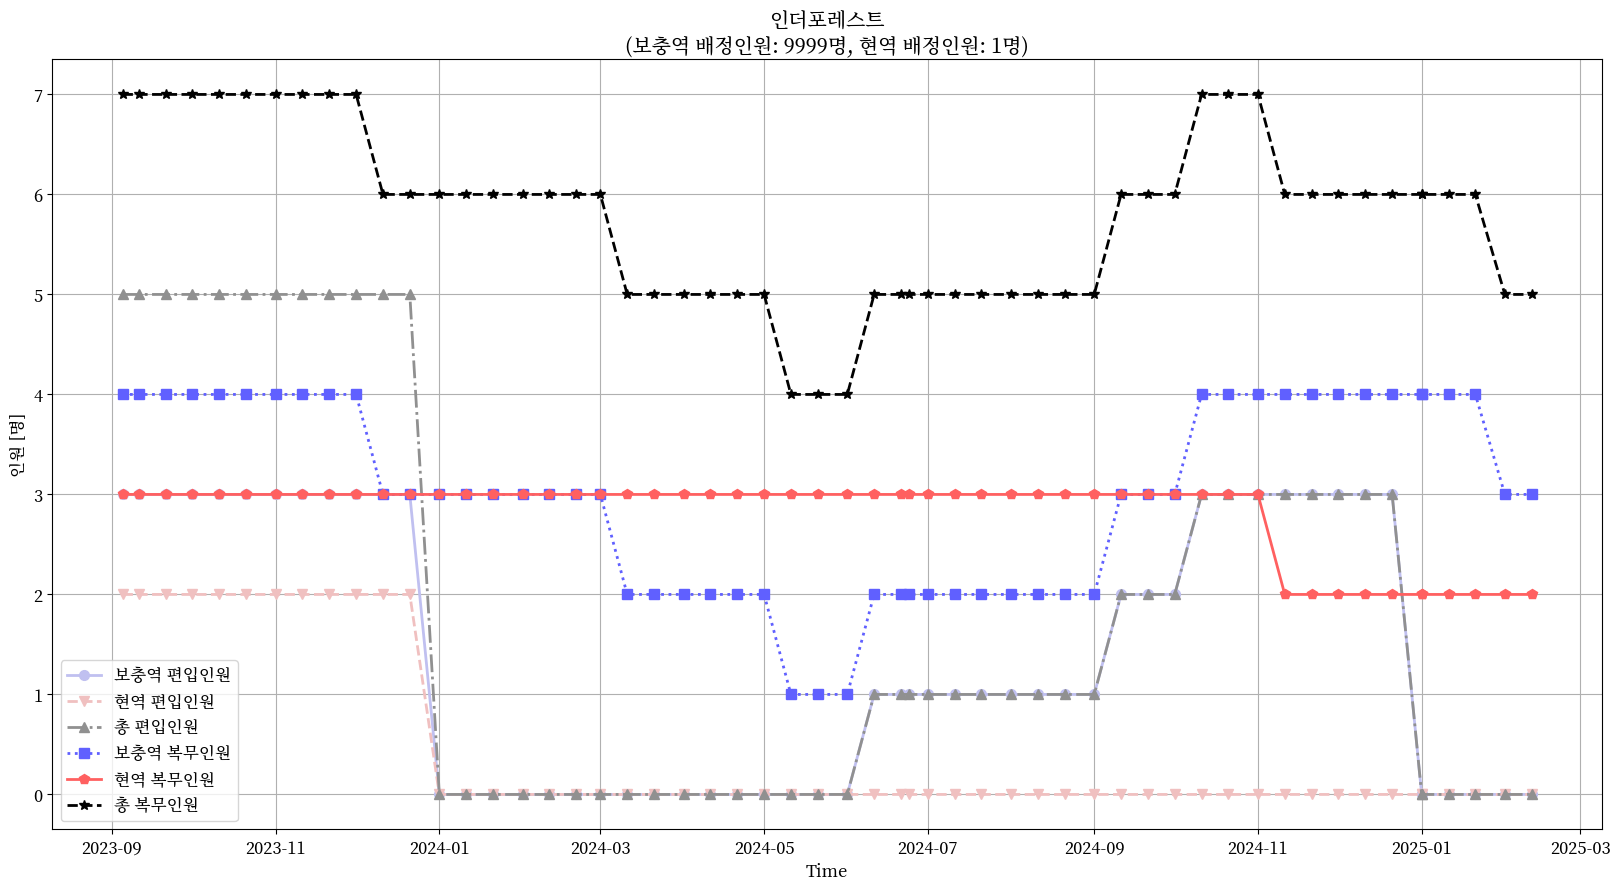 인더포레스트
(보충역 배정인원: 9999명, 현역 배정인원: 1명)
인원 [명]
7
6
5
4
3
2
1
0
보충역 편입인원
현역 편입인원
총 편입인원
보충역 복무인원
현역 복무인원
총 복무인원
2023-09
2023-11
2024-01
2024-03
2024-05
2024-07
2024-09
2024-11
2025-01
2025-03
Time